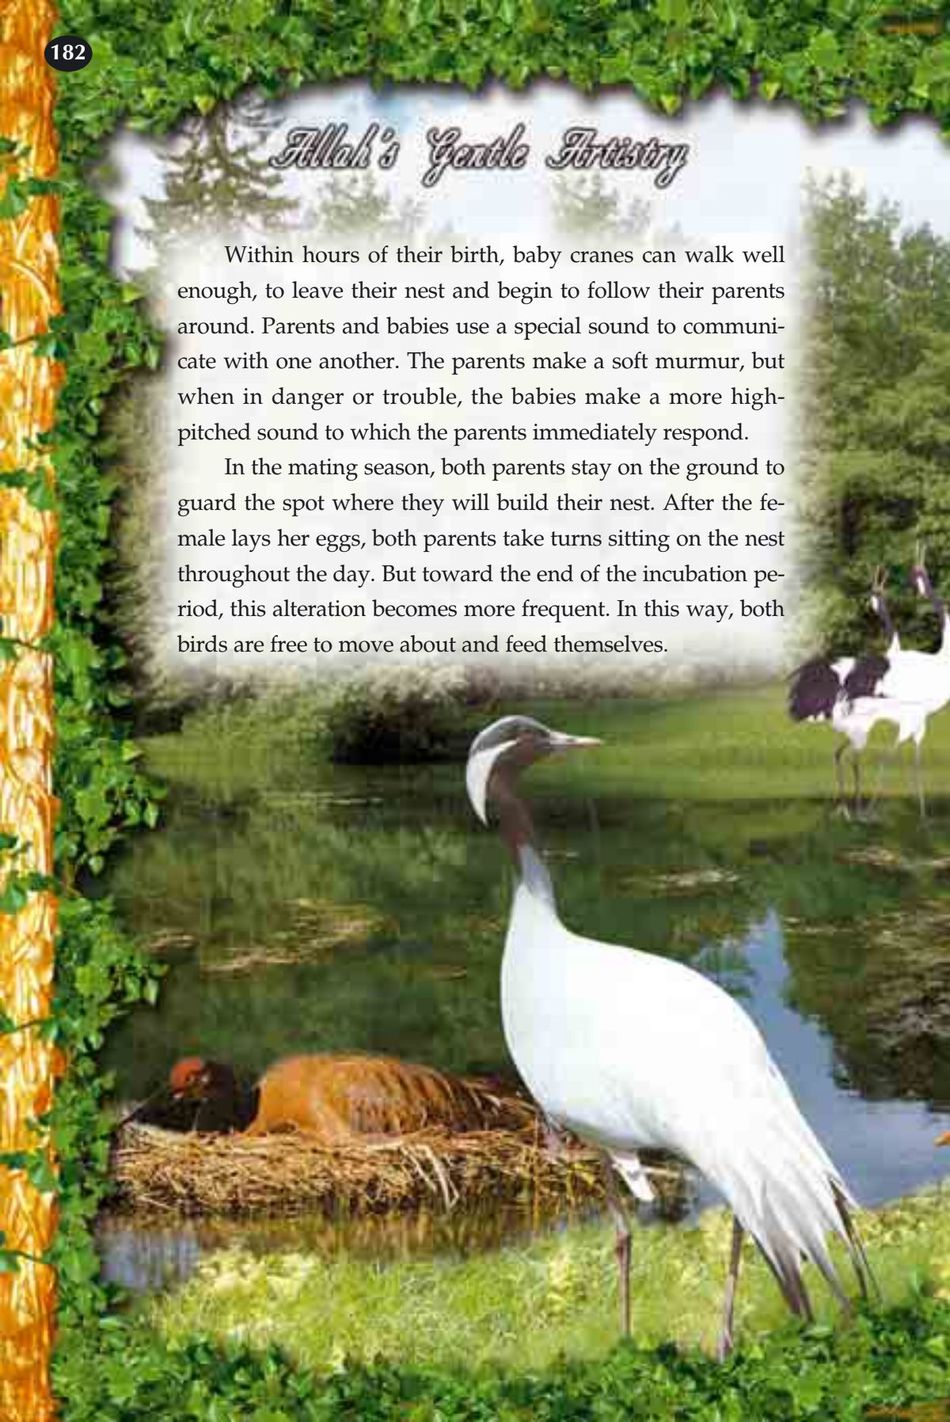 182
Allah's Gentle Artistry
Within hours of their birth, baby cranes can walk well
enough, to leave their nest and begin to follow their parents
around. Parents and babies use a special sound to communi-
cate with one another. The parents make a soft murmur, but
when in danger or trouble, the babies make a more high-
pitched sound to which the parents immediately respond.
In the mating season, both parents stay on the ground to
guard the spot where they will build their nest. After the fe-
male lays her eggs, both parents take turns sitting on the nest
throughout the day. But toward the end of the incubation pe-
riod, this alteration becomes more frequent. In this way, both
birds are free to move about and feed themselves.